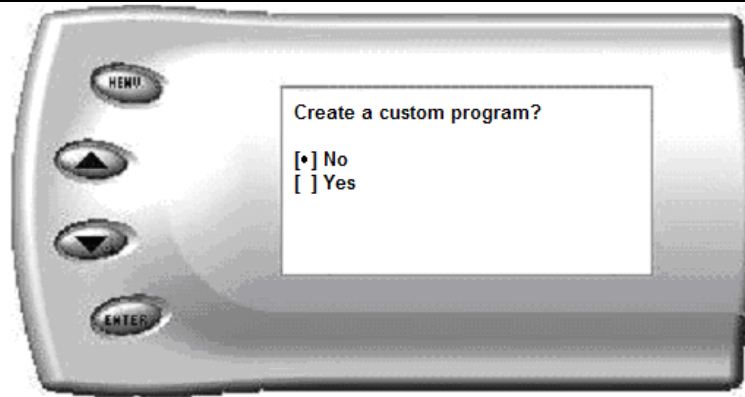 MENU
Create a custom program?
[•] No
[ ] Yes
ENTER